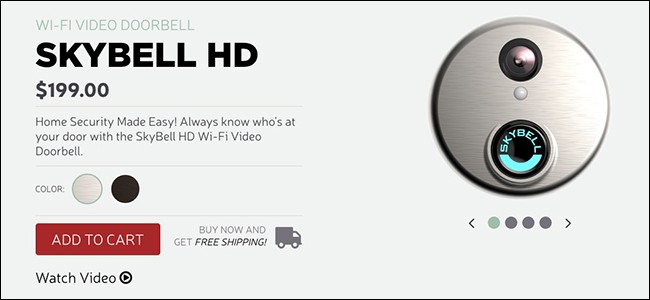 WI-FI VIDEO DOORBELL
SKYBELL HD
$199.00
Home Security Made Easy! Always know who's at
your door with the SkyBell HD Wi-Fi Video
Doorbell.
COLOR:
ADD TO CART
BUY NOW AND
GET FREE SHIPPING!
Watch Video
SKYBELL